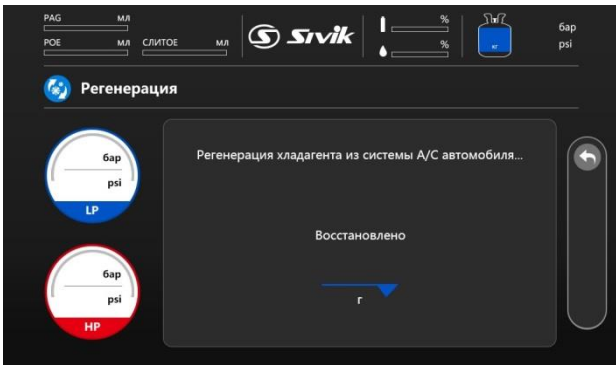 PAG мл
POE мл СЛИТОЕ мл
Sivik
%
%
кг
бар
psi
Регенерация
бар
psi
LP
Регенерация хладагента из системы A/C автомобиля...
Восстановлено
г
бар
psi
HP